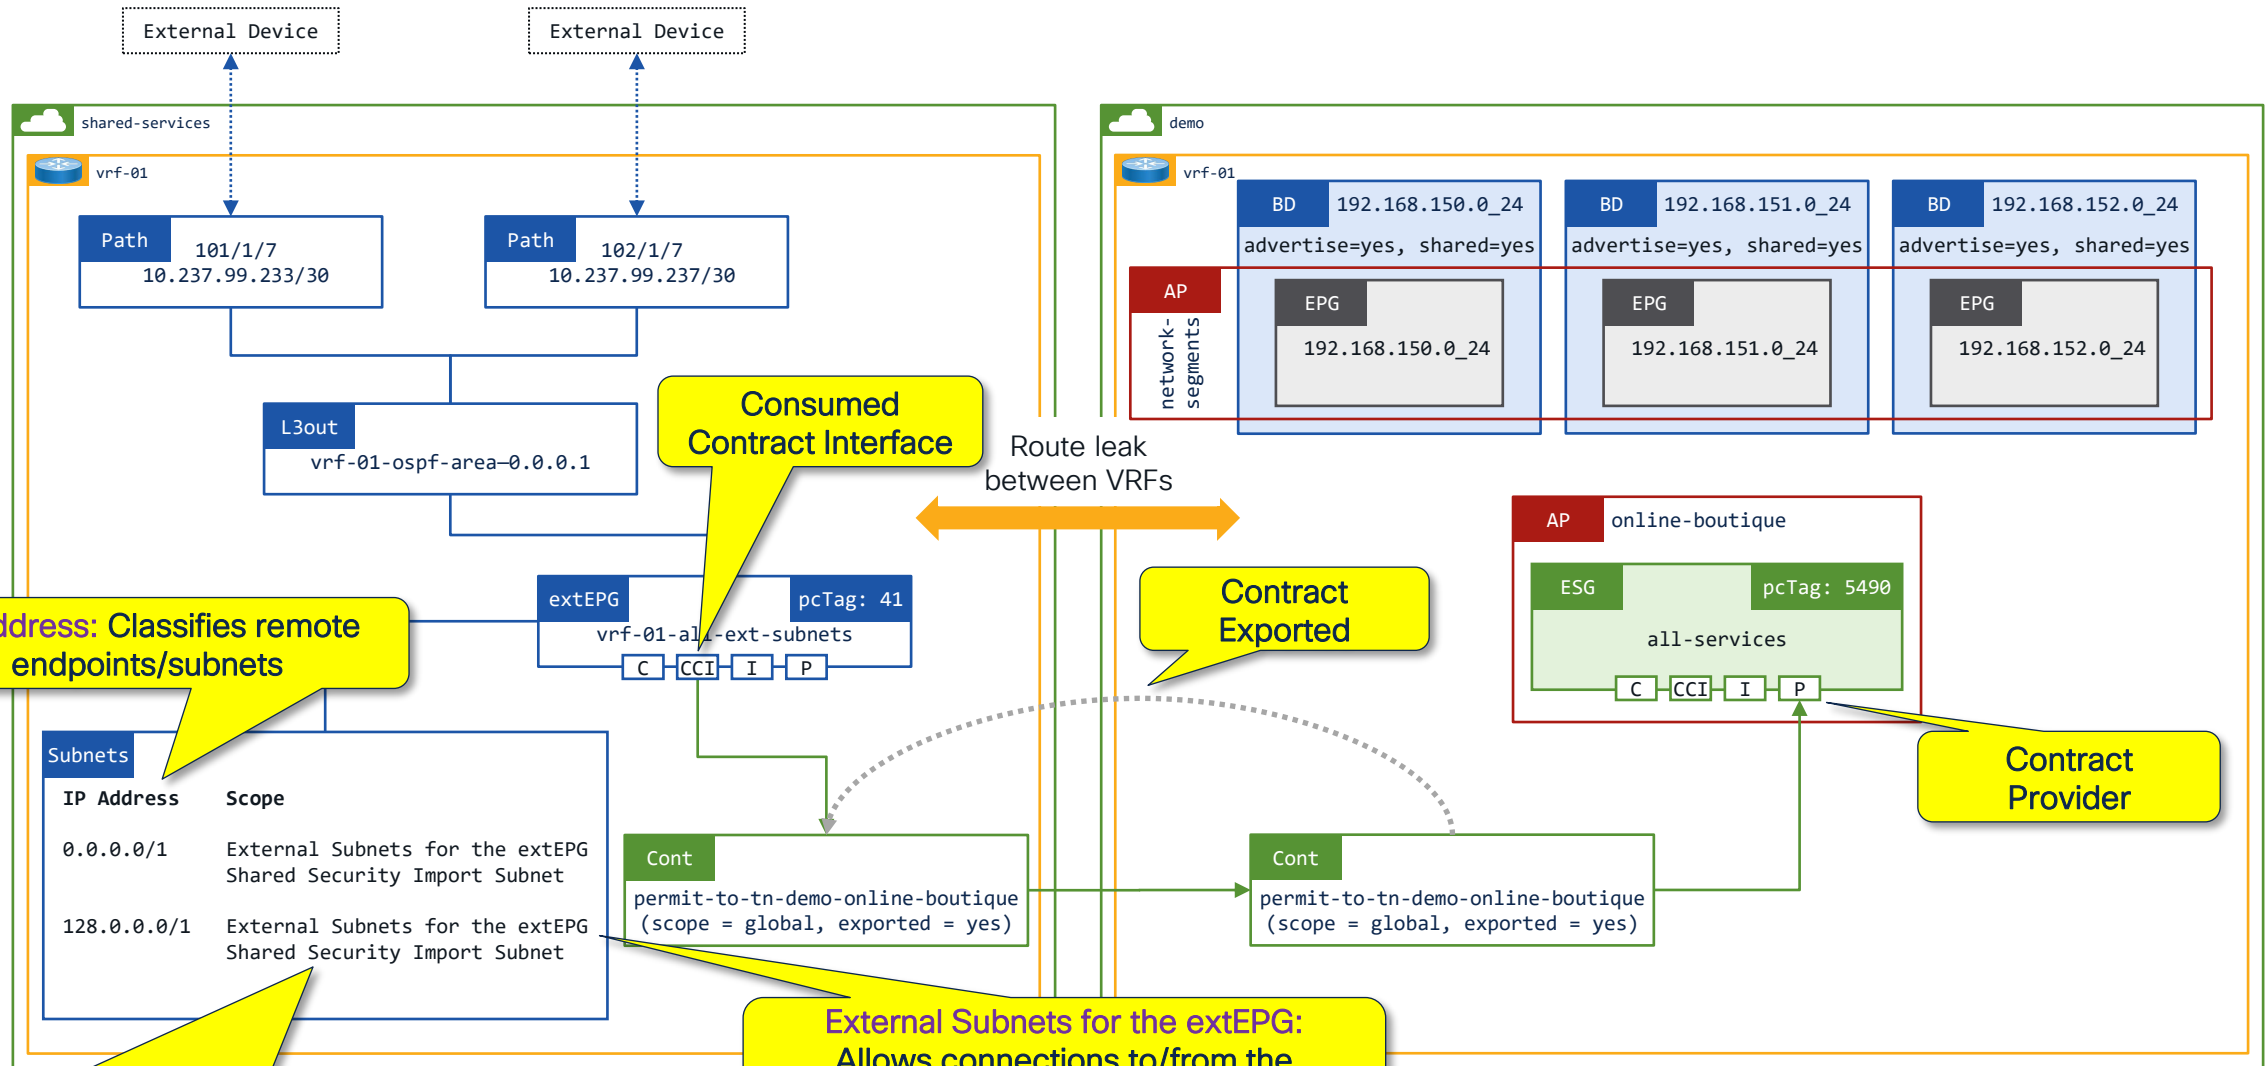 External Device
External Device
shared-services
demo
vrf-01
vrf-01
Path
101/1/7
10.237.99.233/30
Path
102/1/7
10.237.99.237/30
BD
192.168.150.0_24
advertise=yes, shared=yes
BD
192.168.151.0_24
advertise=yes, shared=yes
BD
192.168.152.0_24
advertise=yes, shared=yes
AP
network-
segments
EPG
192.168.150.0_24
EPG
192.168.151.0_24
EPG
192.168.152.0_24
L3out
vrf-01-ospf-area–0.0.0.1
Consumed
Contract Interface
Route leak
between VRFs
AP
online-boutique
ESG
pcTag: 5490
all-services
C
CCI
I
P
extEPG
pcTag: 41
vrf-01-all-ext-subnets
C
CCI
I
P
Contract
Exported
Classifies remote
endpoints/subnets
Contract
Provider
Subnets
IP Address Scope
0.0.0.0/1 External Subnets for the extEPG
Shared Security Import Subnet
128.0.0.0/1 External Subnets for the extEPG
Shared Security Import Subnet
Cont
permit-to-tn-demo-online-boutique
(scope = global, exported = yes)
Cont
permit-to-tn-demo-online-boutique
(scope = global, exported = yes)
External Subnets for the extEPG:
Allows connections to/from the